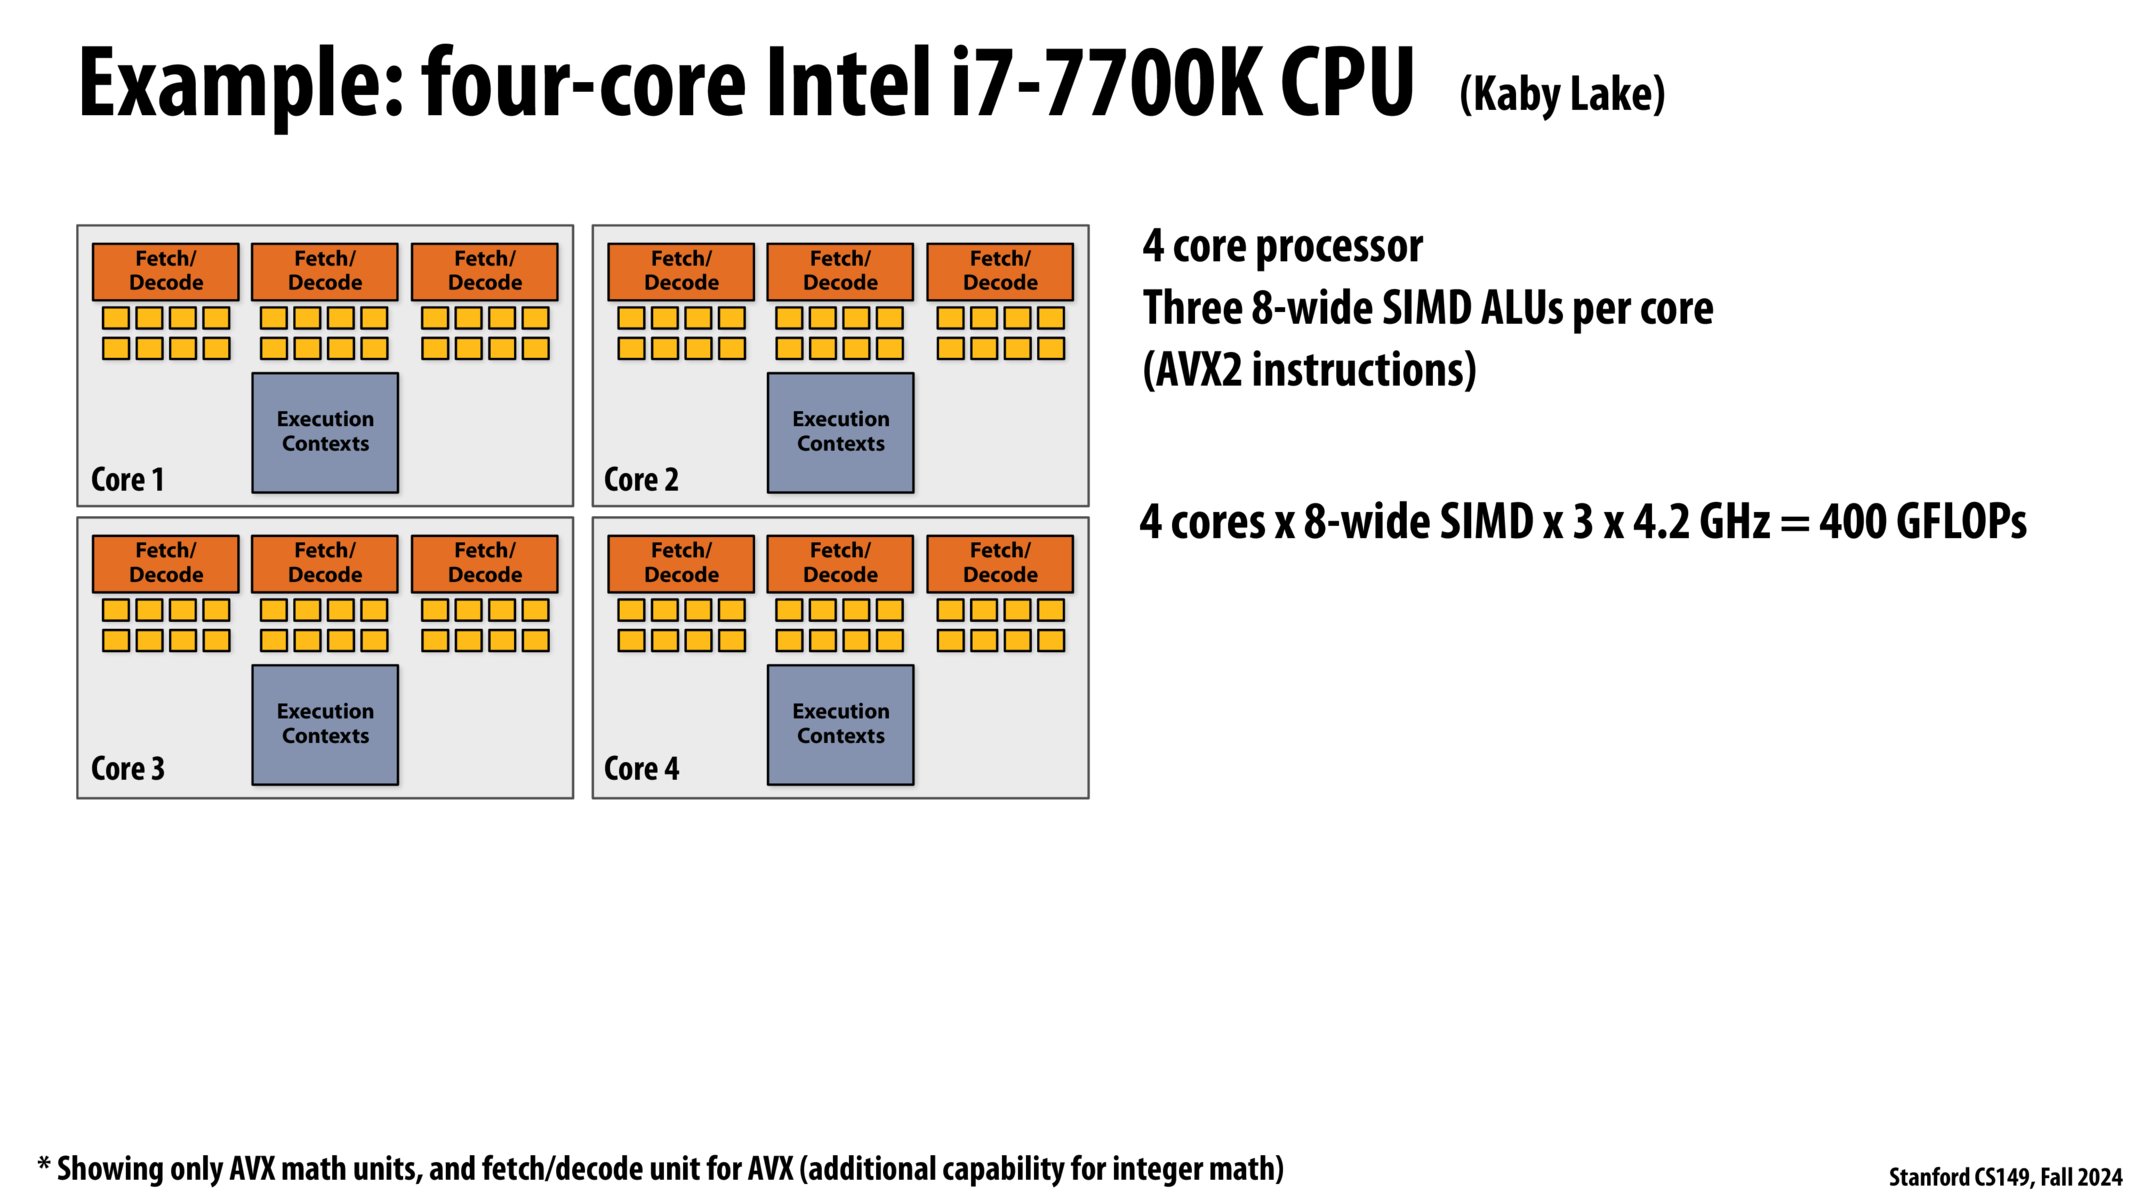 Example: four-core Intel i7-7700K CPU (Kaby Lake)
Fetch/
Decode
Fetch/
Decode
Fetch/
Decode
Execution
Contexts
Core 1
Fetch/
Decode
Fetch/
Decode
Fetch/
Decode
Execution
Contexts
Core 2
Fetch/
Decode
Fetch/
Decode
Fetch/
Decode
Execution
Contexts
Core 3
Fetch/
Decode
Fetch/
Decode
Fetch/
Decode
Execution
Contexts
Core 4
4 core processor
Three 8-wide SIMD ALUs per core
(AVX2 instructions)
4 cores x 8-wide SIMD x 3 x 4.2 GHz = 400 GFLOPs
* Showing only AVX math units, and fetch/decode unit for AVX (additional capability for integer math)
Stanford CS149, Fall 2024